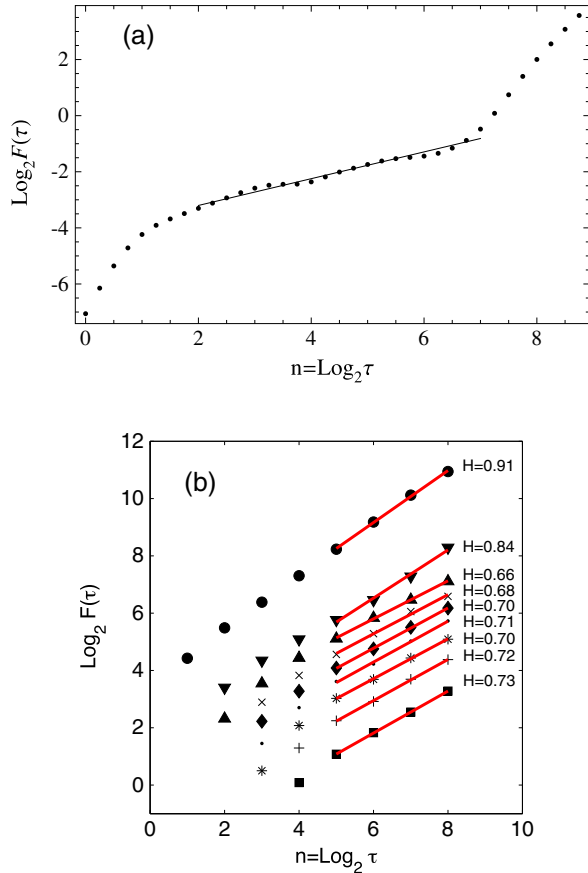 (a)
2
0
-2
-4
-6
Log₂F(τ)
0
2
4
6
8
n=Log₂τ
12
10
8
6
4
2
0
Log₂ F(τ)
(b)
H=0.91
H=0.84
H=0.66
H=0.68
H=0.70
H=0.71
H=0.70
H=0.72
H=0.73
0
2
4
6
8
10
n=Log₂ τ